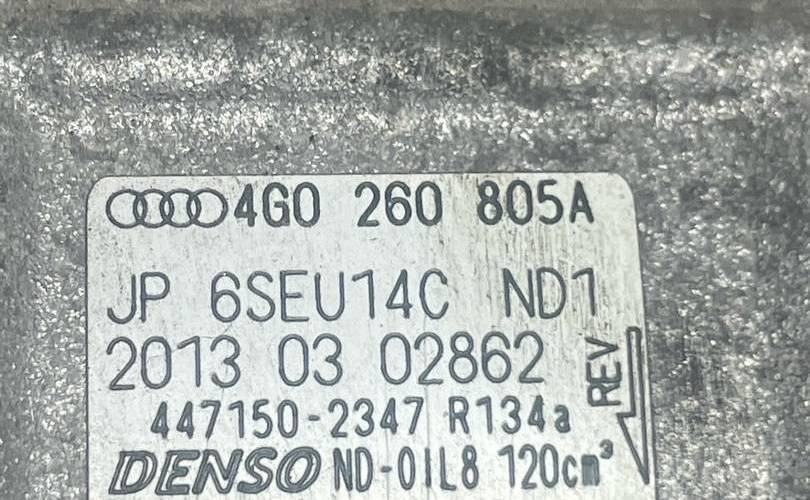 4G0 260 805A
JP 6SEU14C ND1
2013 03 02862
REV
447150-2347 R134a
DENSO ND-OIL8 120cm³